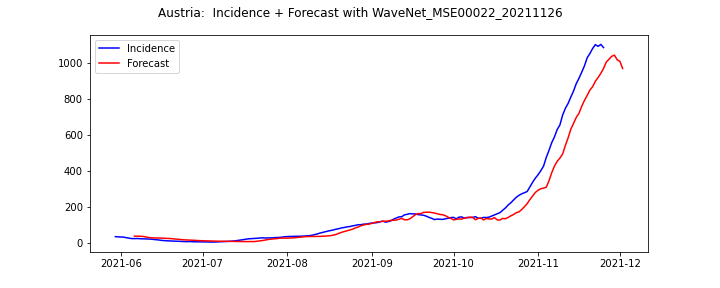 Austria:  Incidence + Forecast with WaveNet_MSE00022_20211126
Incidence
Forecast
1000
800
600
400
200
0
2021-06 2021-07 2021-08 2021-09 2021-10 2021-11 2021-12